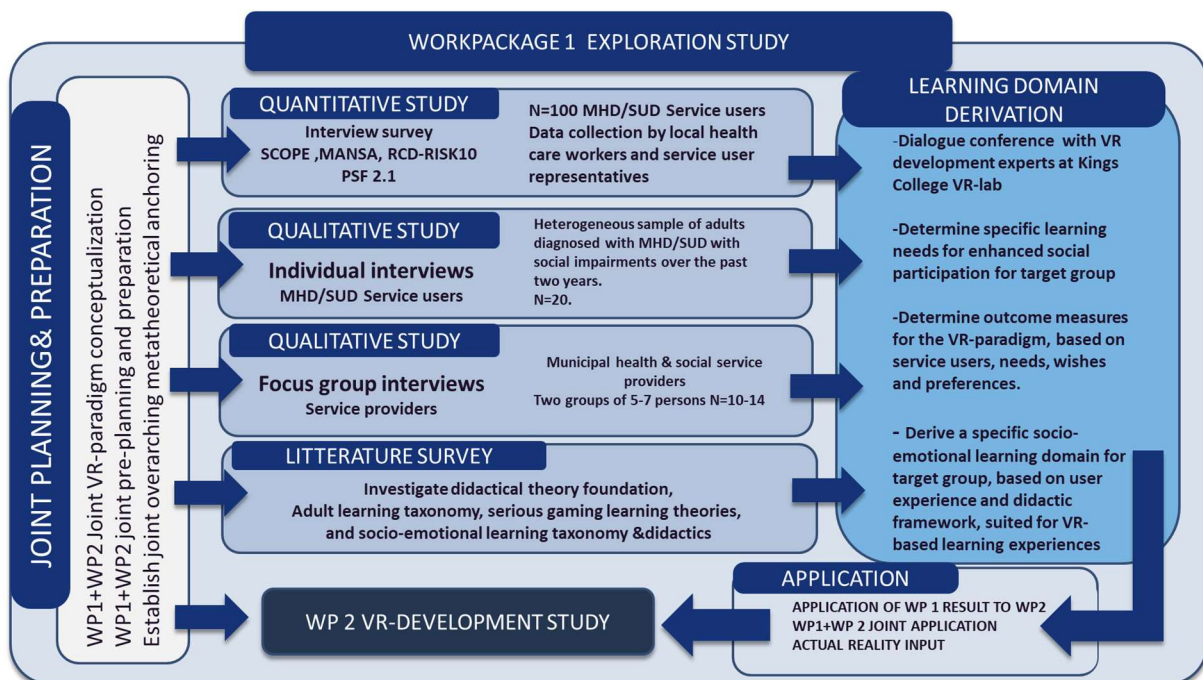 WORKPACKAGE 1 EXPLORATION STUDY
JOINT PLANNING& PREPARATION
WP1+WP2 Joint VR-paradigm conceptualization
WP1+WP2 joint pre-planning and preparation
Establish joint overarching metatheoretical anchoring
QUANTITATIVE STUDY
Interview survey
SCOPE ,MANSA, RCD-RISK10
PSF 2.1
N=100 MHD/SUD Service users
Data collection by local health
care workers and service user
representatives
QUALITATIVE STUDY
Individual interviews
MHD/SUD Service users
Heterogeneous sample of adults
diagnosed with MHD/SUD with
social impairments over the past
two years.
N=20.
QUALITATIVE STUDY
Focus group interviews
Service providers
Municipal health & social service
providers
Two groups of 5-7 persons N=10-14
LITTERATURE SURVEY
Investigate didactical theory foundation,
Adult learning taxonomy, serious gaming learning theories,
and socio-emotional learning taxonomy &didactics
LEARNING DOMAIN
DERIVATION
-Dialogue conference with VR
development experts at Kings
College VR-lab
-Determine specific learning
needs for enhanced social
participation for target group
-Determine outcome measures
for the VR-paradigm, based on
service users, needs, wishes
and preferences.
- Derive a specific socio-
emotional learning domain for
target group, based on user
experience and didactic
framework, suited for VR-
based learning experiences
APPLICATION
APPLICATION OF WP 1 RESULT TO WP2
WP1+WP 2 JOINT APPLICATION
ACTUAL REALITY INPUT
WP 2 VR-DEVELOPMENT STUDY